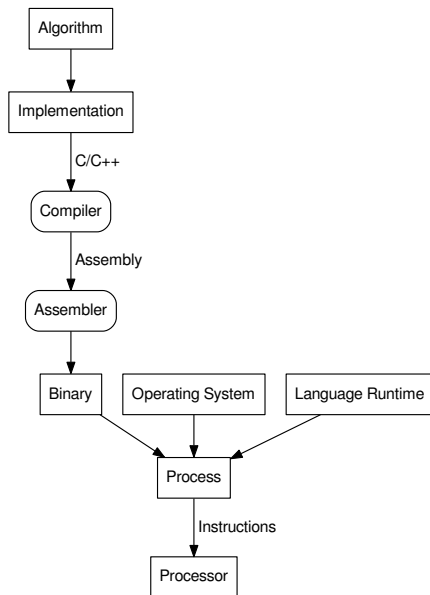 Algorithm
Implementation
C/C++
Compiler
Assembly
Assembler
Binary
Operating System
Language Runtime
Process
Instructions
Processor